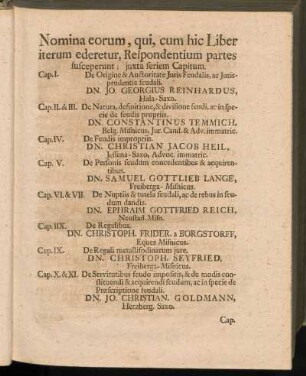 Nomina eorum, qui, cum hic Liber
iterum ederetur, Respondentium partes
susceperunt; juxta seriem Capitum.
Cap. I. De Origine & Auctoritate Juris Feudalis, ac Juris-
prudentiæ feudali.
DN. JO. GEORGIUS REINHARDUS,
Hala-Saxo.
Cap. II. & III. De Natura, definitione, & divisione feudi, ac in spe-
cie de feudis propriis.
DN. CONSTANTINUS TEMMICH,
Belg. Misnicus, Jur. Cand. & Adv. immatric.
Cap. IV. De Feudis impropriis.
DN. CHRISTIAN JACOB HEIL,
Jessena-Saxo, Advoc. immatric.
Cap. V. De Personis feudum concedentibus & acquiren-
tibus.
DN. SAMUEL GOTTLIEB LANGE,
Freiberga-Misnicus.
Cap. VI. & VII. De Nuptiis & tutela feudali, ac de rebus in feu-
dum dandis.
DN. EPHRAIM GOTTFRIED REICH,
Neostad. Misn.
Cap. IIX. De Regalibus.
DN. CHRISTOPH. FRIDER. a BORGSTORFF,
Eques Misnicus.
Cap. IX. De Regali metallifodinarum jure.
DN. CHRISTOPH. SEYFRIED,
Freiberga-Misnicus.
Cap. X. & XI. De Servitutibus feudo impositis, & de modis con-
stituendi & acquirendi feudum, ac in specie de
Præscriptione feudali.
DN. JO. CHRISTIAN. GOLDMANN,
Herzberg. Saxo.
Cap.